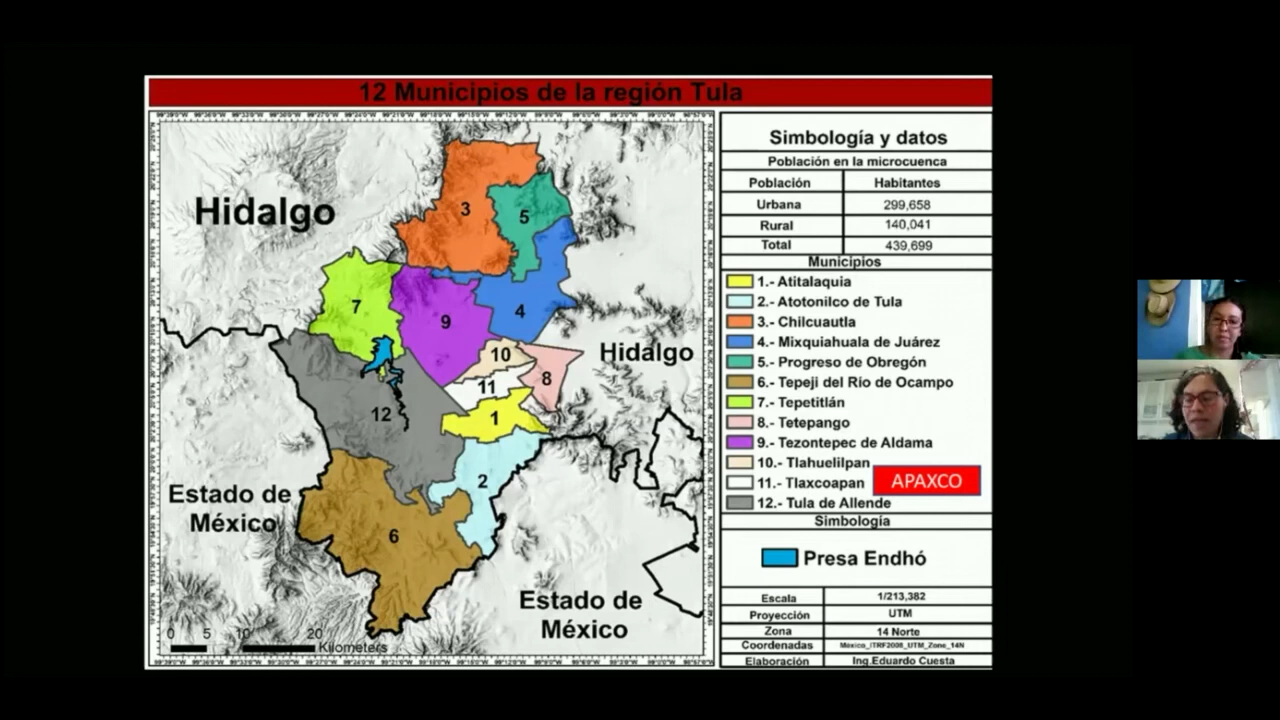 12 Municipios de la región Tula
Hidalgo
3
5
7
9
4
10
Hidalgo
8
11
12
1
2
Estado de
México
6
Estado de
México
0 5 10 20
Kilometers
Simbología y datos
Población en la microcuenca
Población Habitantes
Urbana 299,658
Rural 140,041
Total 439,699
Municipios
1.- Atitalaquia
2.- Atotonilco de Tula
3.- Chilcuautla
4.- Mixquiahuala de Juárez
5.- Progreso de Obregón
6.- Tepeji del Río de Ocampo
7.- Tepetitlán
8.- Tetepango
9.- Tezontepec de Aldama
10.- Tlahuelilpan
11.- Tlaxcoapan
APAXCO
12.- Tula de Allende
Simbología
Presa Endhó
Escala 1/213,382
Proyección UTM
Zona 14 Norte
Coordenadas México_ITRF2008_UTM_Zone_14N
Elaboración Ing.Eduardo Cuesta